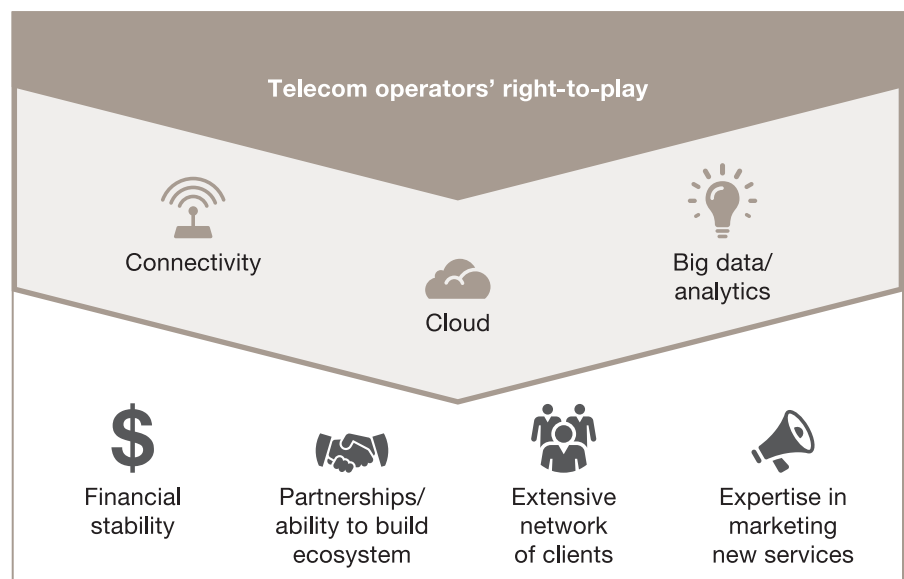 Telecom operators’ right-to-play
Connectivity
Cloud
Big data/
analytics
$
Financial
stability
Partnerships/
ability to build
ecosystem
Extensive
network
of clients
Expertise in
marketing
new services